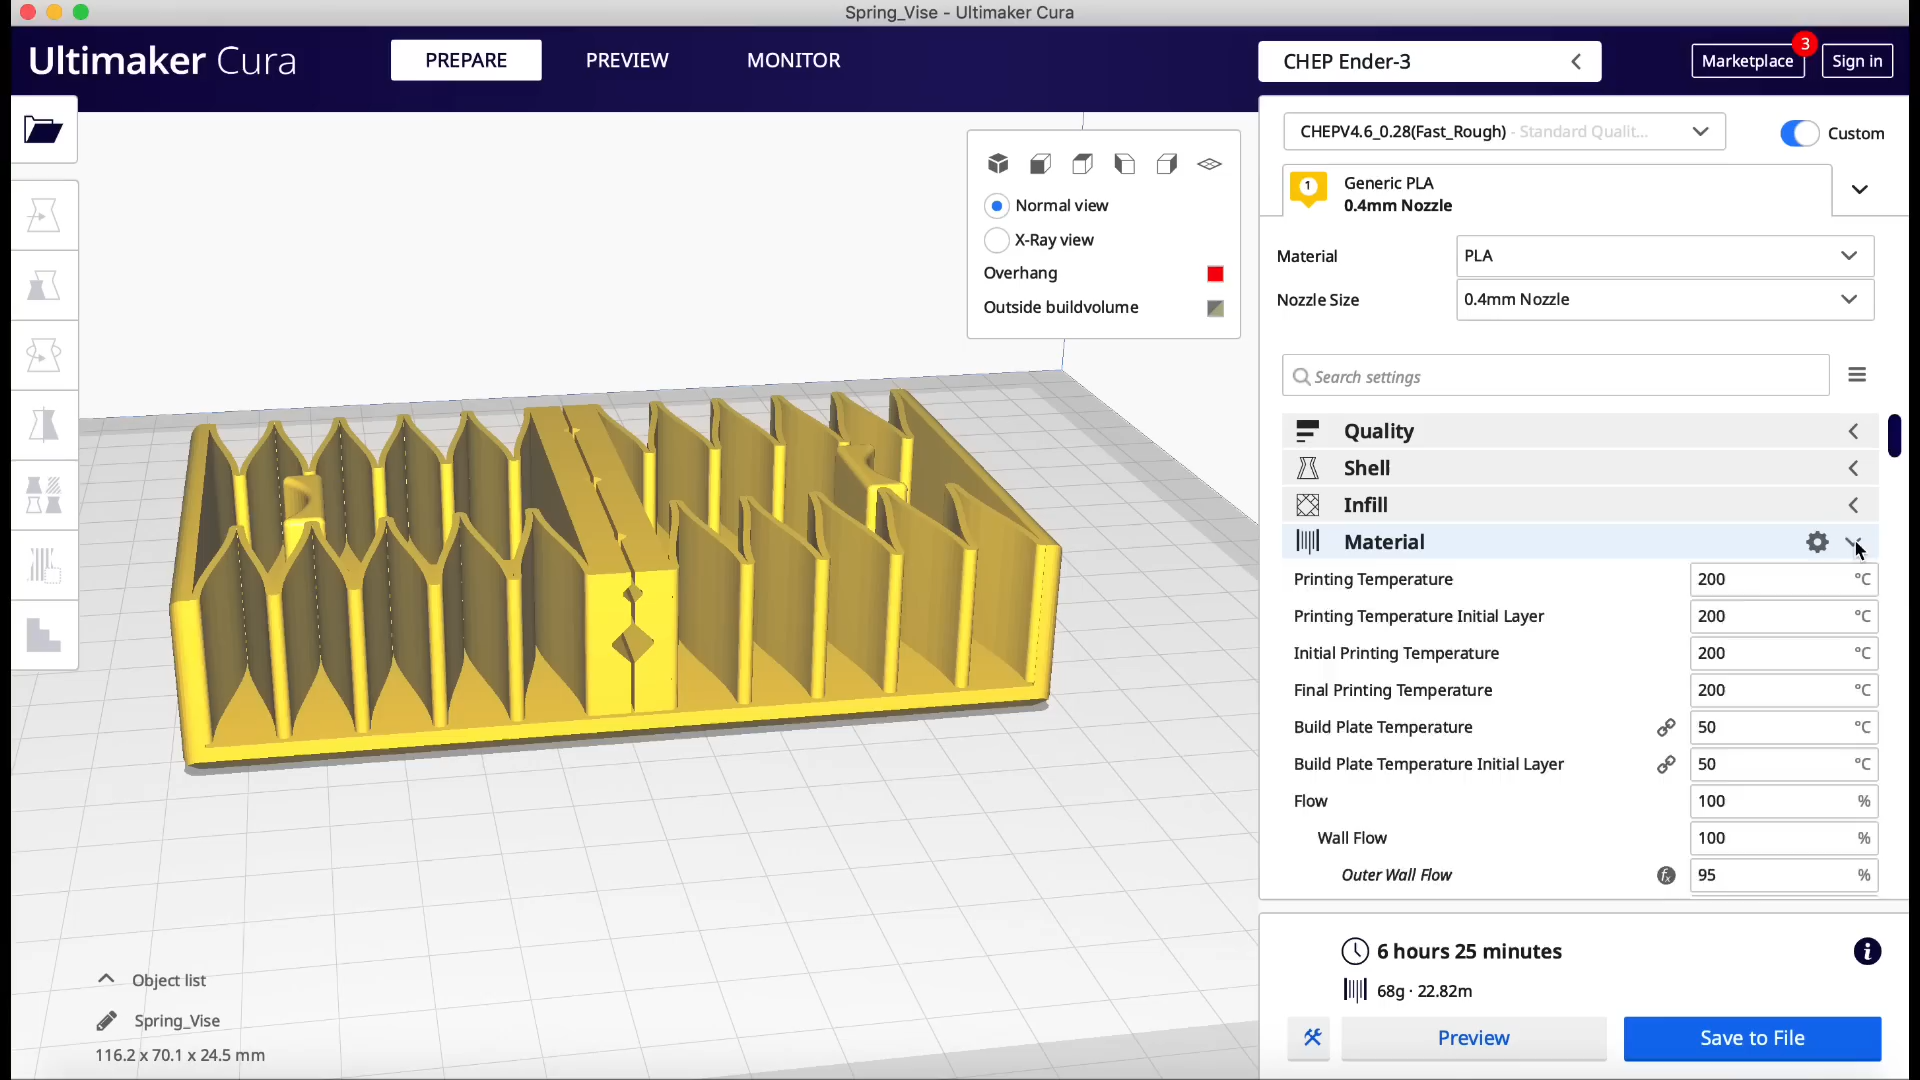 Spring_Vise - Ultimaker Cura
Ultimaker Cura
PREPARE
PREVIEW
MONITOR
CHEP Ender-3
Marketplace
3
Sign in
CHEPV4.6_0.28(Fast_Rough) - Standard Qualit...
Custom
1
Generic PLA
0.4mm Nozzle
Normal view
X-Ray view
Overhang
Outside buildvolume
Material
PLA
Nozzle Size
0.4mm Nozzle
Search settings
Quality
Shell
Infill
Material
Printing Temperature 200 °C
Printing Temperature Initial Layer 200 °C
Initial Printing Temperature 200 °C
Final Printing Temperature 200 °C
Build Plate Temperature 50 °C
Build Plate Temperature Initial Layer 50 °C
Flow 100 %
Wall Flow 100 %
Outer Wall Flow fx 95 %
6 hours 25 minutes
i
68g · 22.82m
Preview
Save to File
Object list
Spring_Vise
116.2 x 70.1 x 24.5 mm